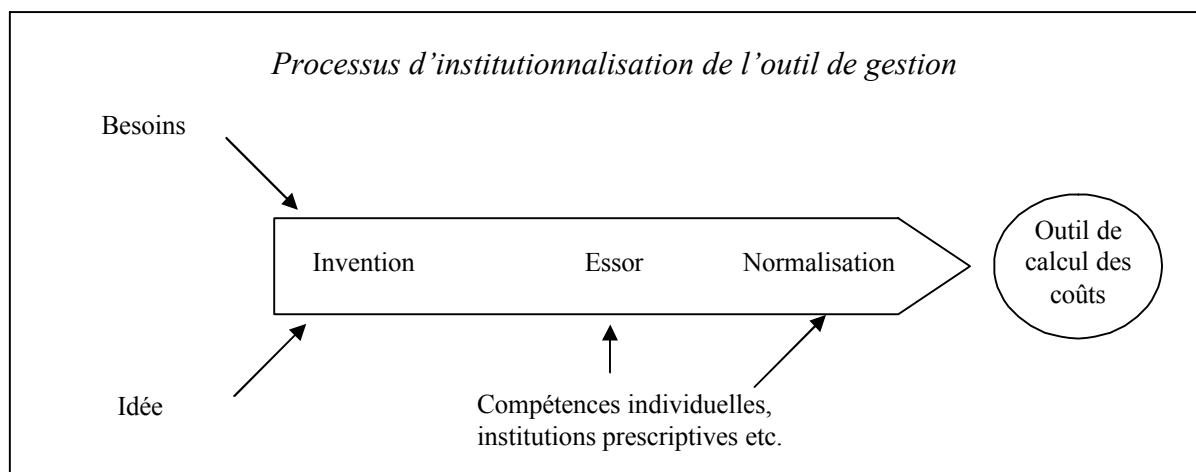 Processus d’institutionnalisation de l’outil de gestion
Besoins
Invention
Essor
Normalisation
Outil de
calcul des
coûts
Idée
Compétences individuelles,
institutions prescriptives etc.